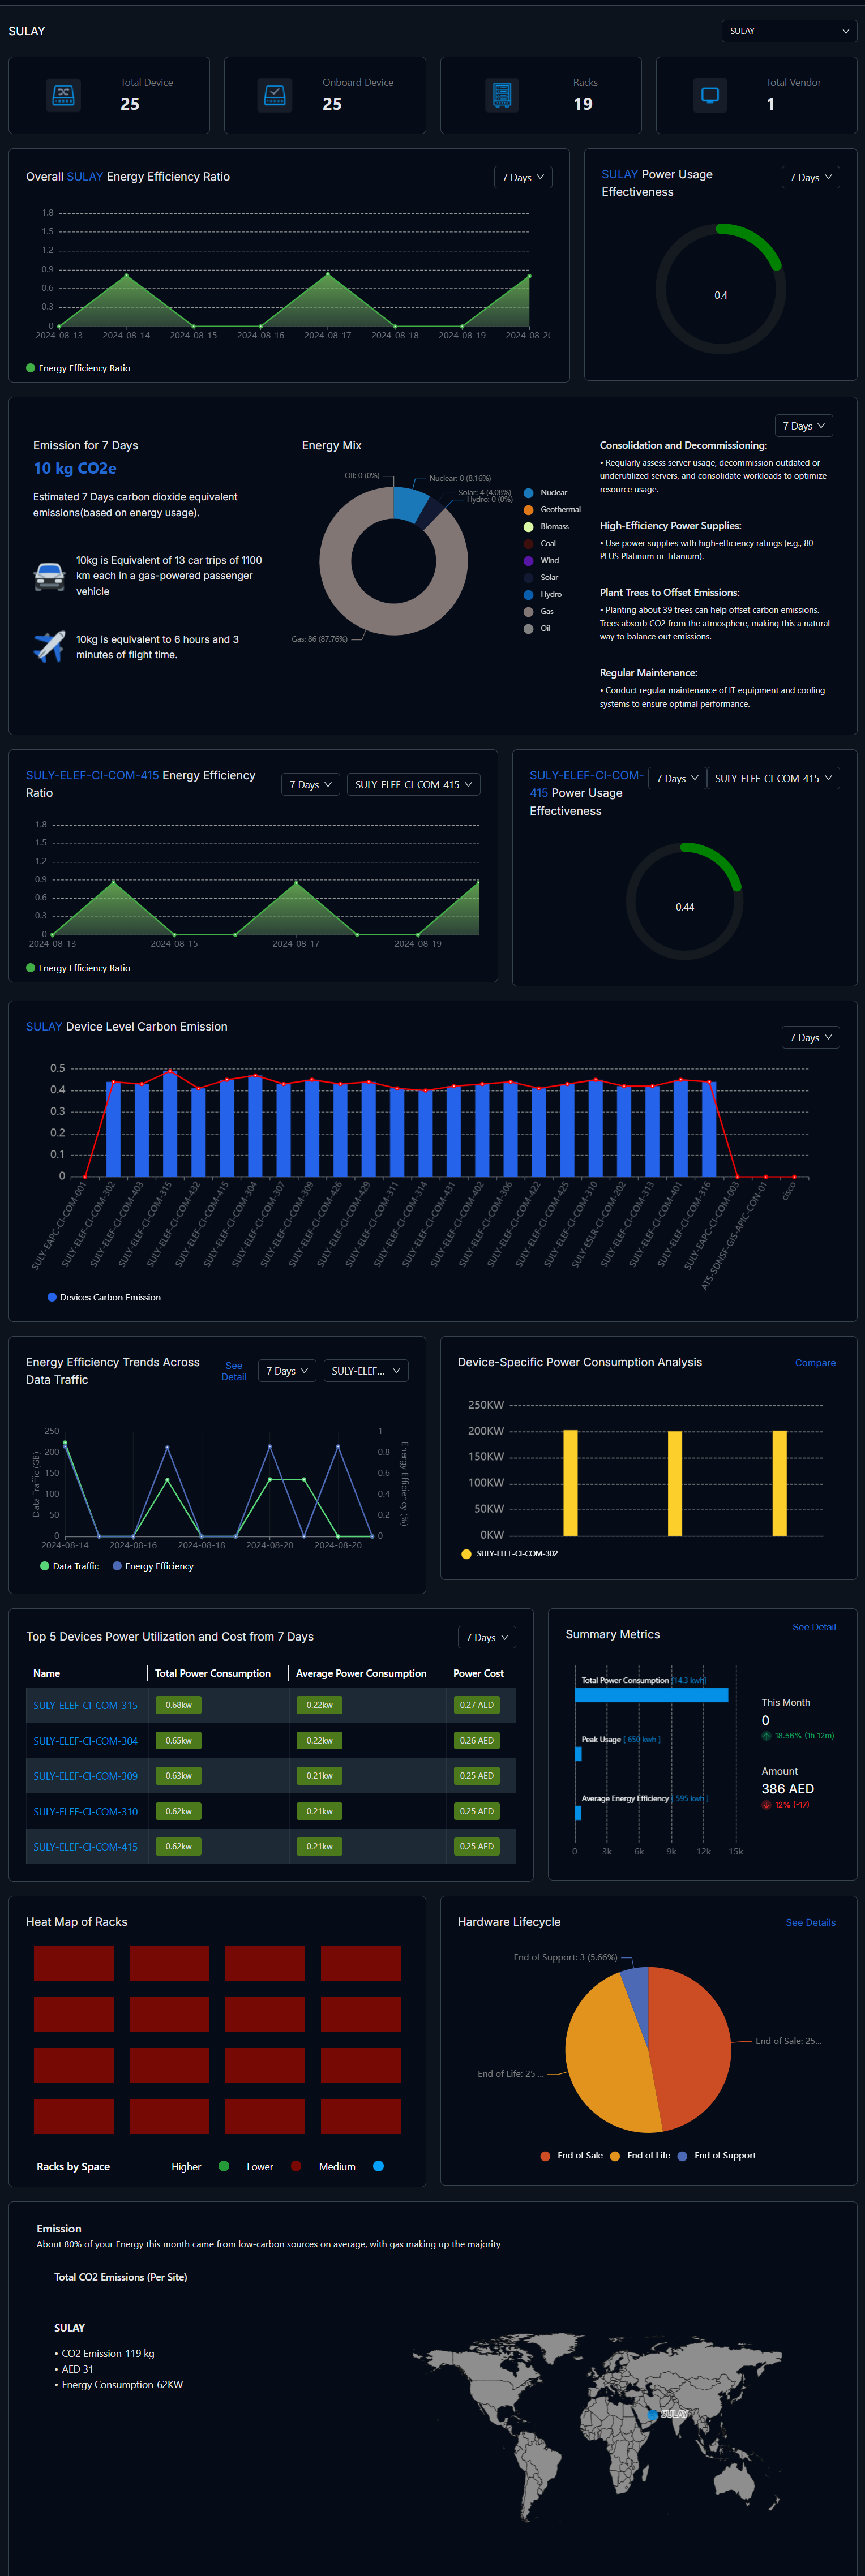 SULAY
SULAY
Total Device
25
Onboard Device
25
Racks
19
Total Vendor
1
Overall SULAY Energy Efficiency Ratio
7 Days
1.8
1.5
1.2
0.9
0.6
0.3
0
2024-08-13 2024-08-14 2024-08-15 2024-08-16 2024-08-17 2024-08-18 2024-08-19 2024-08-2
Energy Efficiency Ratio
SULAY Power Usage
Effectiveness
7 Days
0.4
7 Days
Emission for 7 Days
10 kg CO2e
Estimated 7 Days carbon dioxide equivalent
emissions(based on energy usage).
10kg is Equivalent of 13 car trips of 1100
km each in a gas-powered passenger
vehicle
10kg is equivalent to 6 hours and 3
minutes of flight time.
Energy Mix
Oil: 0 (0%)
Nuclear: 8 (8.16%)
Solar: 4 (4.08%)
Hydro: 0 (0%)
Gas: 86 (87.76%)
Nuclear
Geothermal
Biomass
Coal
Wind
Solar
Hydro
Gas
Oil
Consolidation and Decommissioning:
• Regularly assess server usage, decommission outdated or
underutilized servers, and consolidate workloads to optimize
resource usage.
High-Efficiency Power Supplies:
• Use power supplies with high-efficiency ratings (e.g., 80
PLUS Platinum or Titanium).
Plant Trees to Offset Emissions:
• Planting about 39 trees can help offset carbon emissions.
Trees absorb CO2 from the atmosphere, making this a natural
way to balance out emissions.
Regular Maintenance:
• Conduct regular maintenance of IT equipment and cooling
systems to ensure optimal performance.
SULY-ELEF-CI-COM-415 Energy Efficiency
Ratio
7 Days
SULY-ELEF-CI-COM-415
1.8
1.5
1.2
0.9
0.6
0.3
0
2024-08-13 2024-08-15 2024-08-17 2024-08-19
Energy Efficiency Ratio
SULY-ELEF-CI-COM-
415 Power Usage
Effectiveness
7 Days
SULY-ELEF-CI-COM-415
0.44
SULAY Device Level Carbon Emission
7 Days
0.5
0.4
0.3
0.2
0.1
0
SULY-EAPC-CI-COM-001
SULY-ELEF-CI-COM-302
SULY-ELEF-CI-COM-403
SULY-ELEF-CI-COM-315
SULY-ELEF-CI-COM-432
SULY-ELEF-CI-COM-415
SULY-ELEF-CI-COM-304
SULY-ELEF-CI-COM-307
SULY-ELEF-CI-COM-309
SULY-ELEF-CI-COM-426
SULY-ELEF-CI-COM-429
SULY-ELEF-CI-COM-311
SULY-ELEF-CI-COM-314
SULY-ELEF-CI-COM-431
SULY-ELEF-CI-COM-402
SULY-ELEF-CI-COM-306
SULY-ELEF-CI-COM-422
SULY-ELEF-CI-COM-425
SULY-ELEF-CI-COM-310
SULY-ESLR-CI-COM-202
SULY-ELEF-CI-COM-313
SULY-ELEF-CI-COM-401
SULY-ELEF-CI-COM-316
SULY-EAPC-CI-COM-003
ATS-SDNSF-GIS-APIC-CON-01
cisco
Devices Carbon Emission
Energy Efficiency Trends Across
Data Traffic
See
Detail
7 Days
SULY-ELEF...
250
200
150
100
50
0
Data Traffic (GB)
1
0.8
0.6
0.4
0.2
0
Energy Efficiency (%)
2024-08-14 2024-08-16 2024-08-18 2024-08-20 2024-08-20
Data Traffic
Energy Efficiency
Device-Specific Power Consumption Analysis
Compare
250KW
200KW
150KW
100KW
50KW
0KW
SULY-ELEF-CI-COM-302
Top 5 Devices Power Utilization and Cost from 7 Days
7 Days
Name Total Power Consumption Average Power Consumption Power Cost
SULY-ELEF-CI-COM-315 0.68kw 0.22kw 0.27 AED
SULY-ELEF-CI-COM-304 0.65kw 0.22kw 0.26 AED
SULY-ELEF-CI-COM-309 0.63kw 0.21kw 0.25 AED
SULY-ELEF-CI-COM-310 0.62kw 0.21kw 0.25 AED
SULY-ELEF-CI-COM-415 0.62kw 0.21kw 0.25 AED
Summary Metrics
See Detail
Total Power Consumption [14.3 kwh]
Peak Usage [ 650 kwh ]
Average Energy Efficiency [ 595 kwh ]
0 3k 6k 9k 12k 15k
This Month
0
18.56% (1h 12m)
Amount
386 AED
12% (-17)
Heat Map of Racks
Racks by Space
Higher
Lower
Medium
Hardware Lifecycle
See Details
End of Support: 3 (5.66%)
End of Sale: 25...
End of Life: 25 ...
End of Sale
End of Life
End of Support
Emission
About 80% of your Energy this month came from low-carbon sources on average, with gas making up the majority
Total CO2 Emissions (Per Site)
SULAY
• CO2 Emission 119 kg
• AED 31
• Energy Consumption 62KW
SULAY